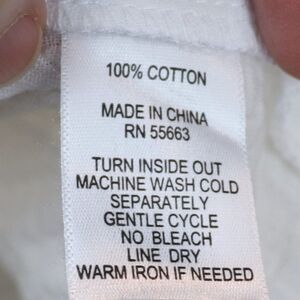 100% COTTON
MADE IN CHINA
RN 55663
TURN INSIDE OUT
MACHINE WASH COLD
SEPARATELY
GENTLE CYCLE
NO BLEACH
LINE DRY
WARM IRON IF NEEDED